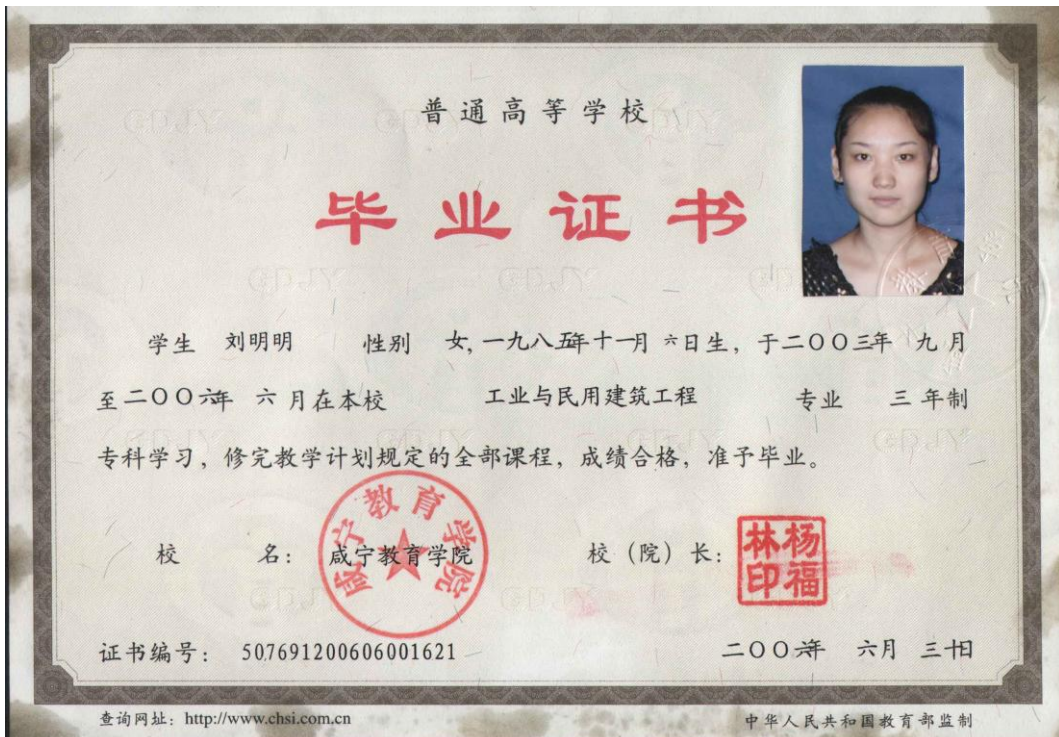 普通高等学校
毕业证书
学生 刘明明 性别 女, 一九八五年十一月 六日生, 于二〇〇三年 九月
至二〇〇六年 六月在本校 工业与民用建筑工程 专业 三年制
专科学习, 修完教学计划规定的全部课程, 成绩合格, 准予毕业。
咸宁教育学院
校 名: 咸宁教育学院 校(院)长: 杨福林印
证书编号: 507691200606001621 二〇〇六年 六月 三十日
查询网址: http://www.chsi.com.cn 中华人民共和国教育部监制
GDJY